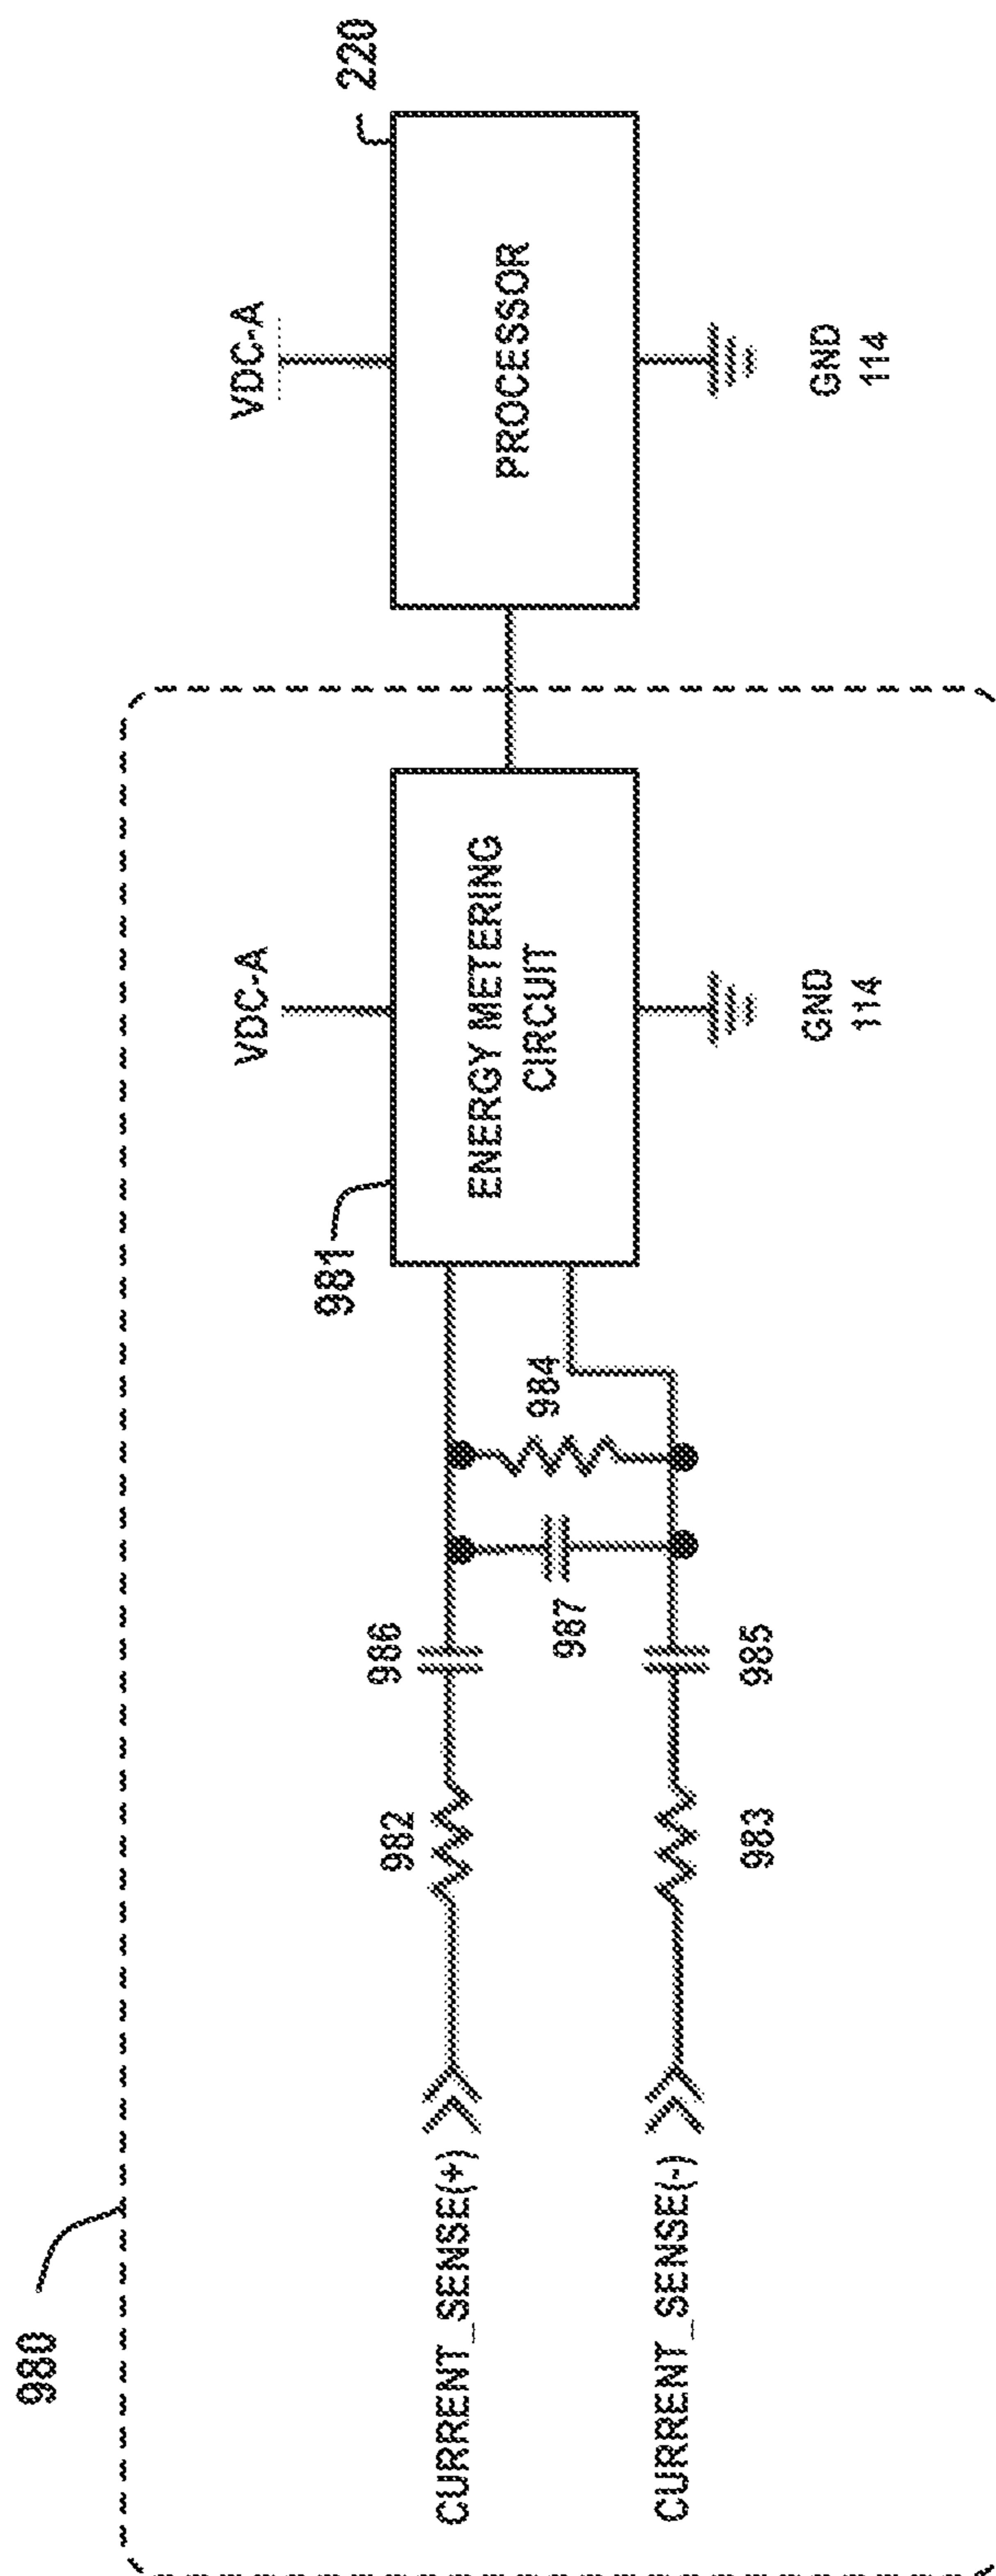 980
CURRENT_SENSE(+)
CURRENT_SENSE(-)
982
983
986
985
987
984
981
VDC-A
ENERGY METERING
CIRCUIT
GND
114
VDC-A
220
PROCESSOR
GND
114